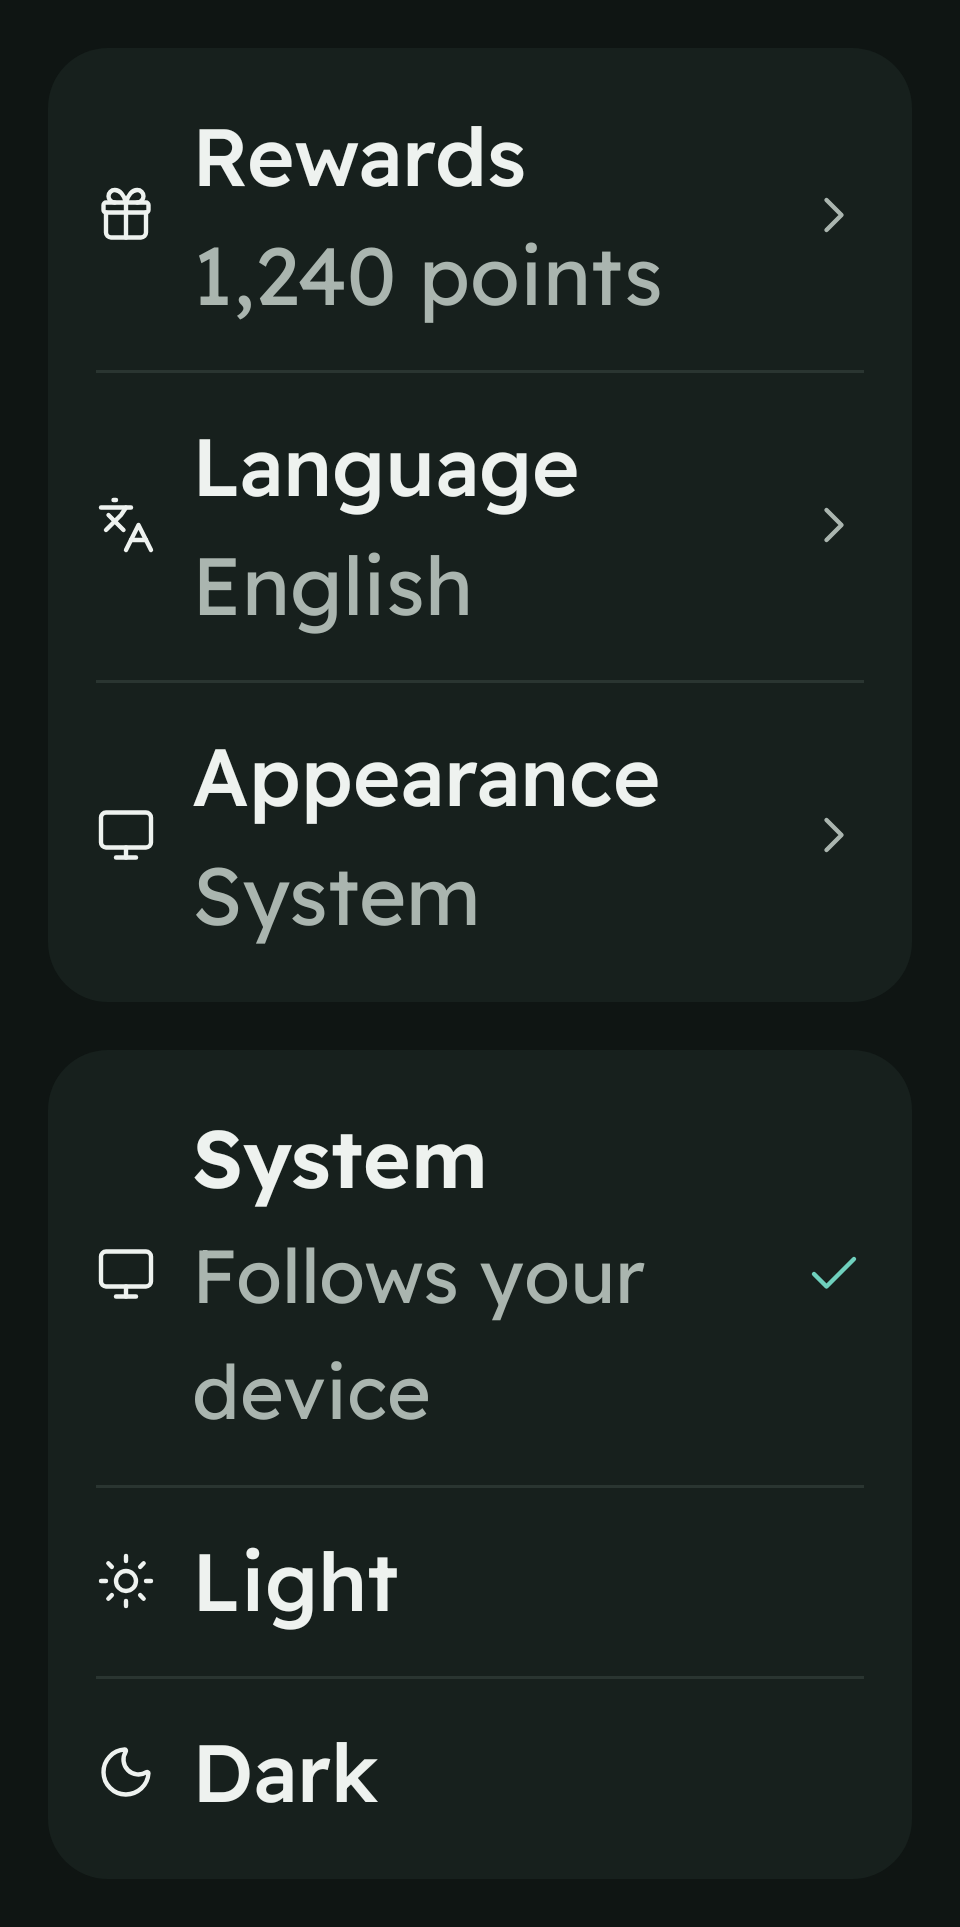 Rewards
1,240 points
Language
English
Appearance
System
System
Follows your
device
Light
Dark